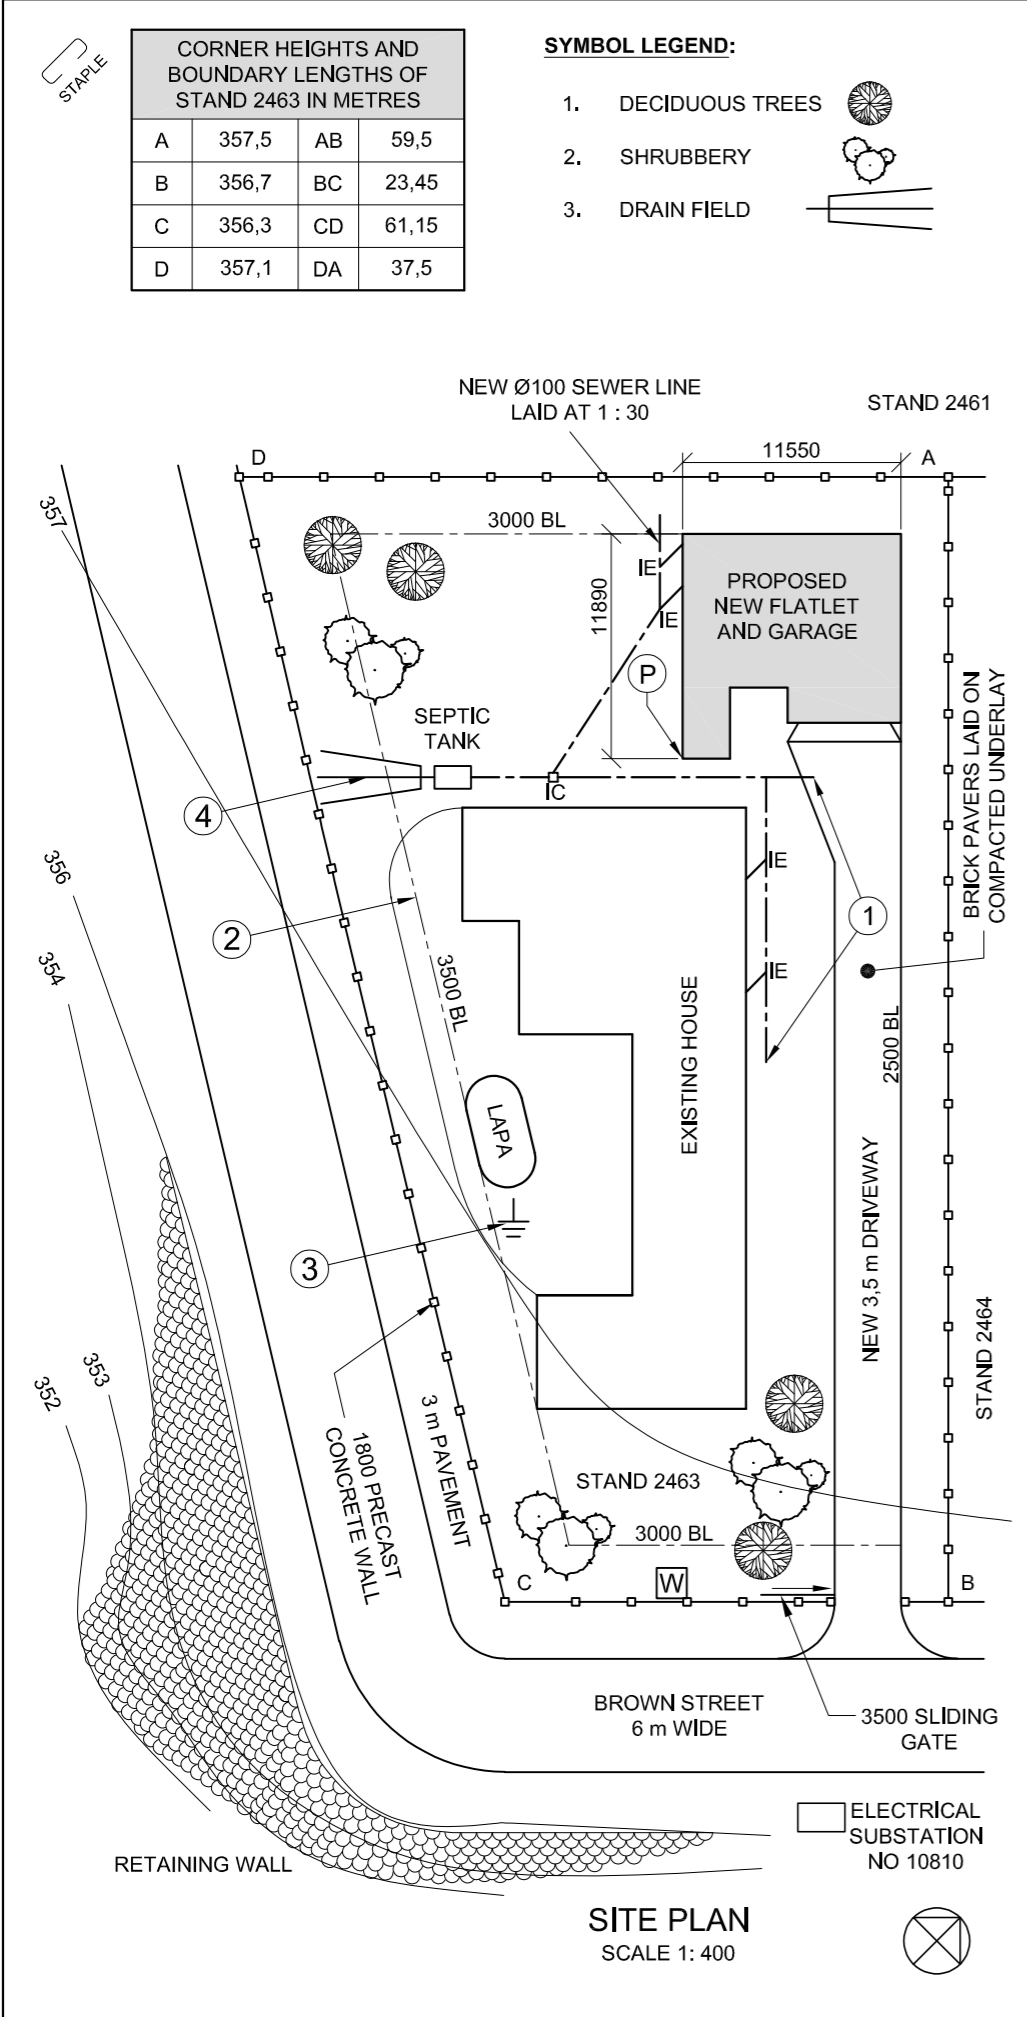 STAPLE
CORNER HEIGHTS AND
BOUNDARY LENGTHS OF
STAND 2463 IN METRES
A 357,5 AB 59,5
B 356,7 BC 23,45
C 356,3 CD 61,15
D 357,1 DA 37,5
SYMBOL LEGEND:
1. DECIDUOUS TREES
2. SHRUBBERY
3. DRAIN FIELD
NEW Ø100 SEWER LINE
LAID AT 1 : 30
STAND 2461
D
11550
A
357
3000 BL
IE
11890
PROPOSED
NEW FLATLET
AND GARAGE
IE
P
SEPTIC
TANK
BRICK PAVERS LAID ON
COMPACTED UNDERLAY
IC
4
356
IE
1
2
354
3500 BL
IE
EXISTING HOUSE
2500 BL
LAPA
NEW 3,5 m DRIVEWAY
3
STAND 2464
353
352
3 m PAVEMENT
1800 PRECAST
CONCRETE WALL
STAND 2463
3000 BL
C
W
B
BROWN STREET
6 m WIDE
3500 SLIDING
GATE
ELECTRICAL
SUBSTATION
NO 10810
RETAINING WALL
SITE PLAN
SCALE 1: 400